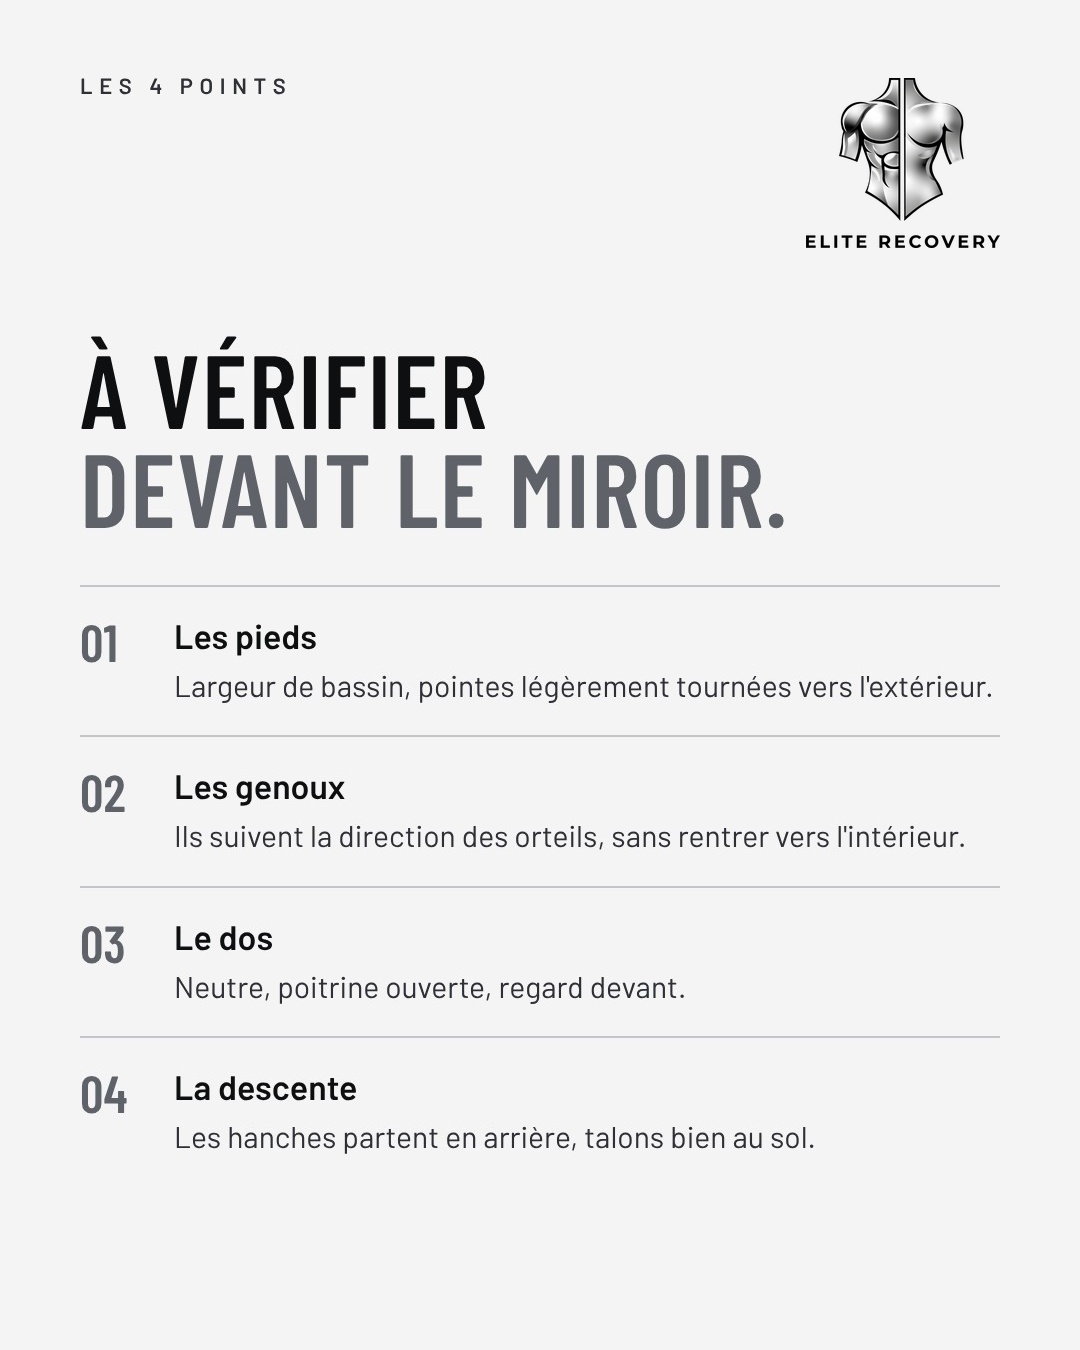 LES 4 POINTS
ELITE RECOVERY
À VÉRIFIER
DEVANT LE MIROIR.
01 Les pieds
Largeur de bassin, pointes légèrement tournées vers l'extérieur.
02 Les genoux
Ils suivent la direction des orteils, sans rentrer vers l'intérieur.
03 Le dos
Neutre, poitrine ouverte, regard devant.
04 La descente
Les hanches partent en arrière, talons bien au sol.